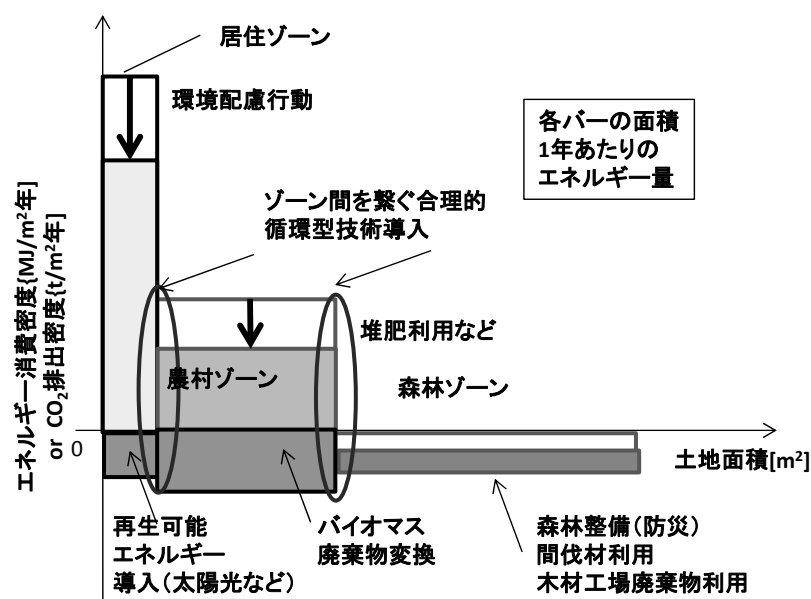 居住ゾーン
環境配慮行動
各バーの面積
1年あたりの
エネルギー量
ゾーン間を繋ぐ合理的
循環型技術導入
エネルギー消費密度{MJ/m²年]
or CO₂排出密度{t/m²年}
堆肥利用など
農村ゾーン
森林ゾーン
0
土地面積[m²]
再生可能
エネルギー
導入(太陽光など)
バイオマス
廃棄物変換
森林整備(防災)
間伐材利用
木材工場廃棄物利用